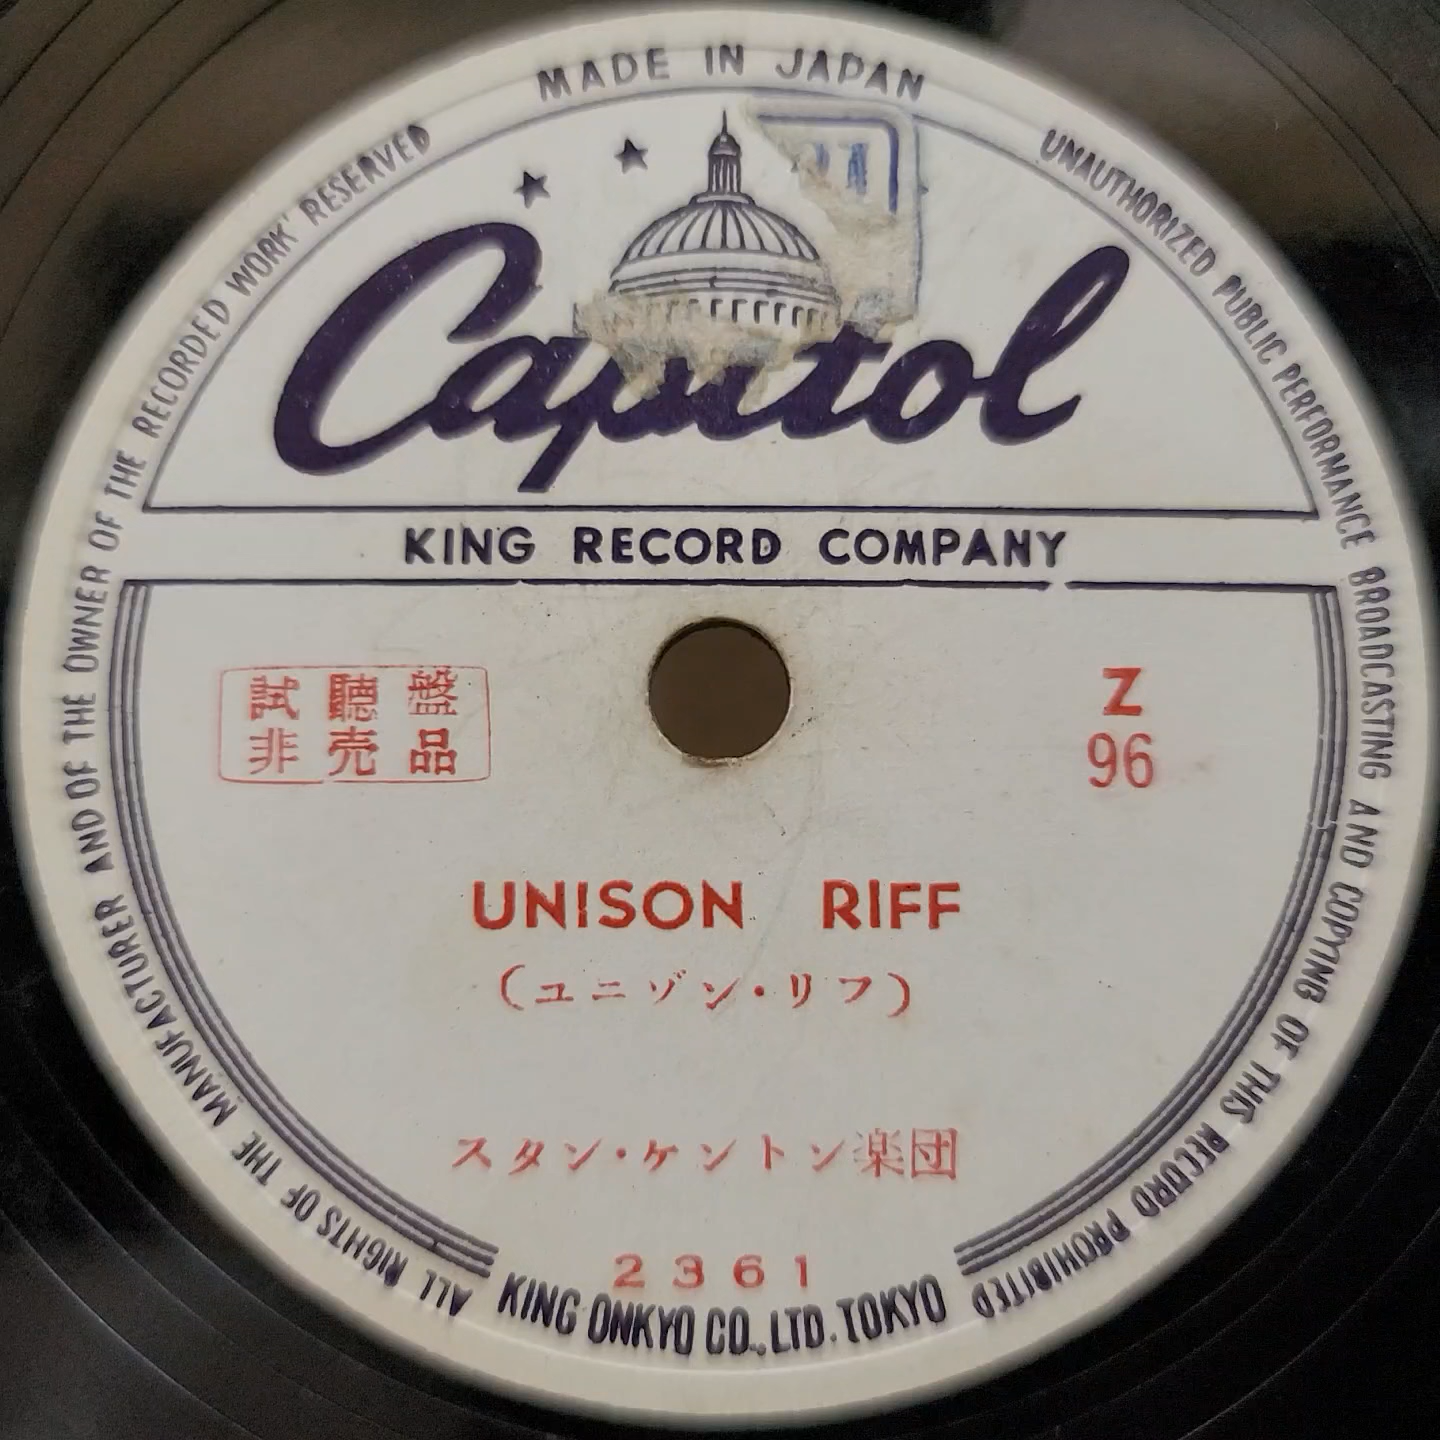 MADE IN JAPAN
ALL RIGHTS OF THE MANUFACTURER AND OF THE OWNER OF THE RECORDED WORK RESERVED
UNAUTHORIZED PUBLIC PERFORMANCE BROADCASTING AND COPYING OF THIS RECORD PROHIBITED
Capitol
KING RECORD COMPANY
試聽盤
非売品
Z
96
UNISON RIFF
(ユニゾン・リフ)
スタン・ケントン楽団
2361
KING ONKYO CO., LTD. TOKYO